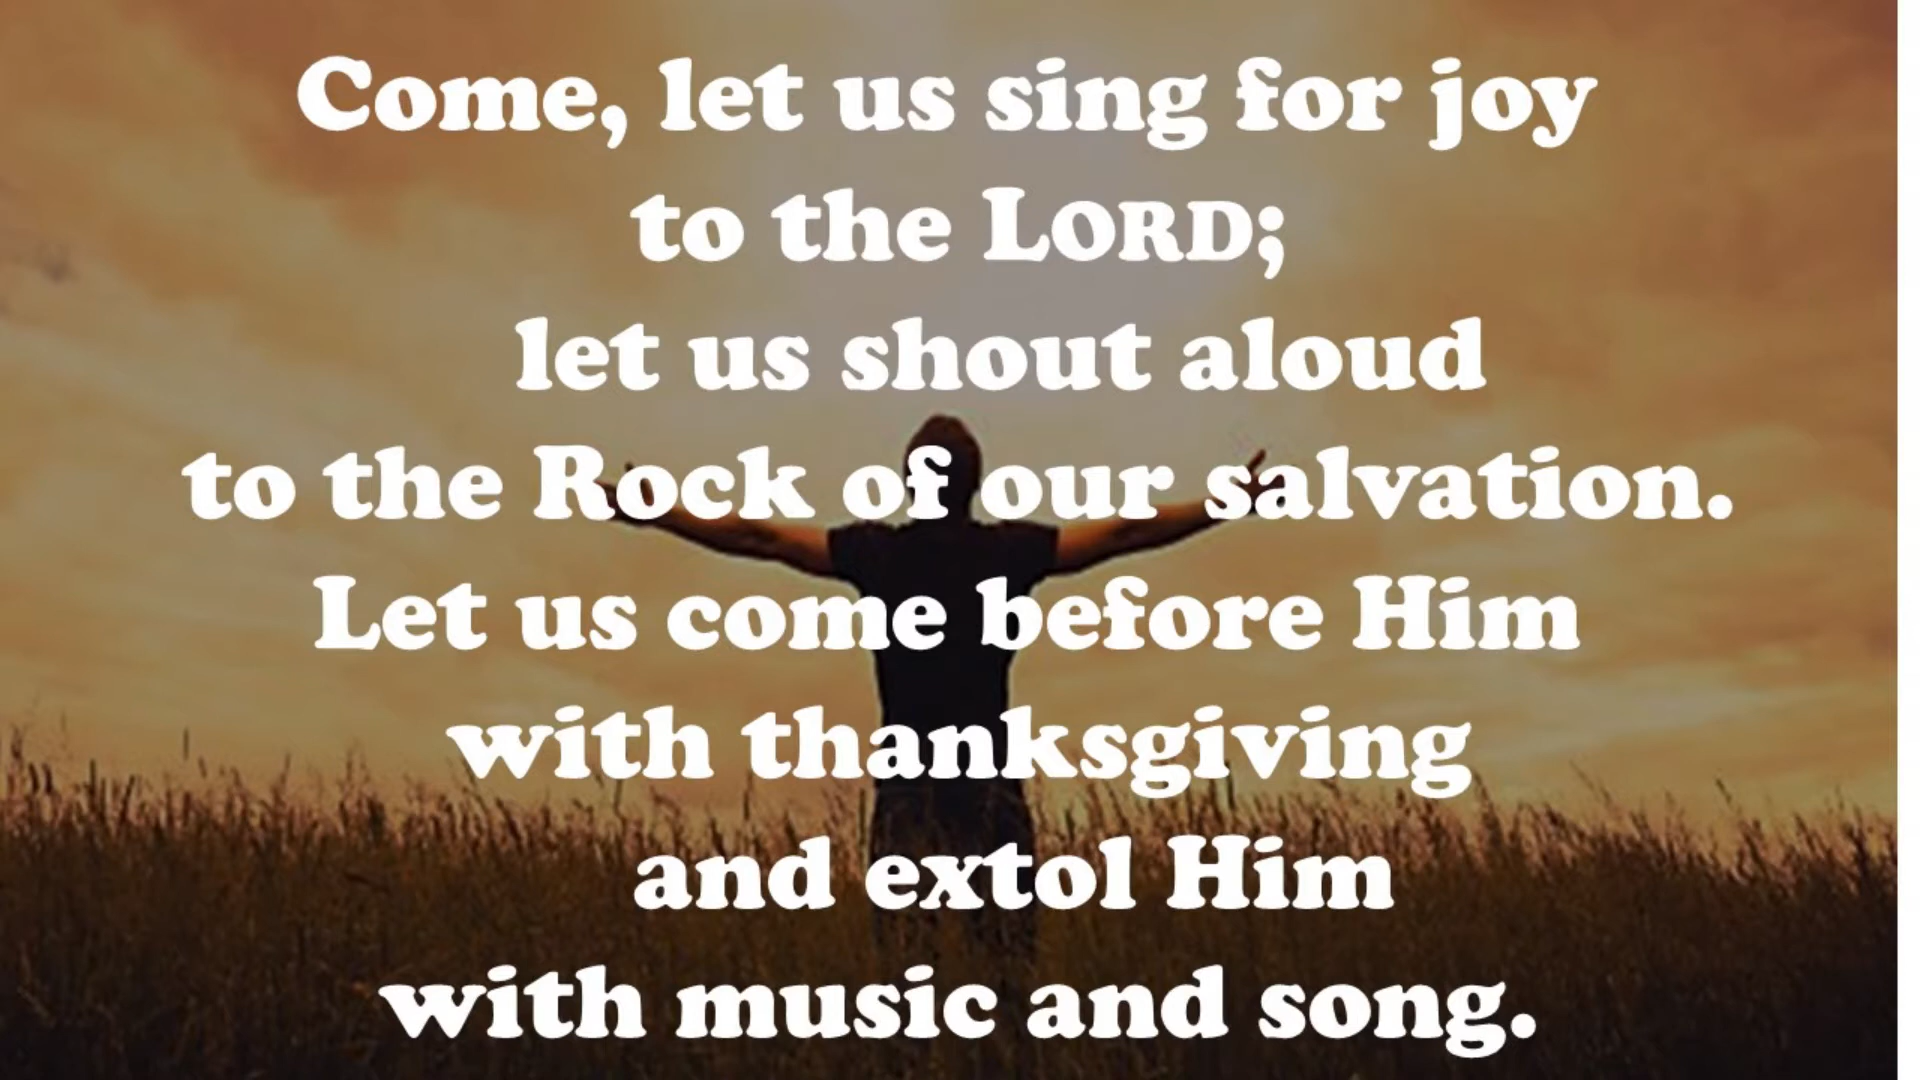 Come, let us sing for joy
to the LORD;
let us shout aloud
to the Rock of our salvation.
Let us come before Him
with thanksgiving
and extol Him
with music and song.